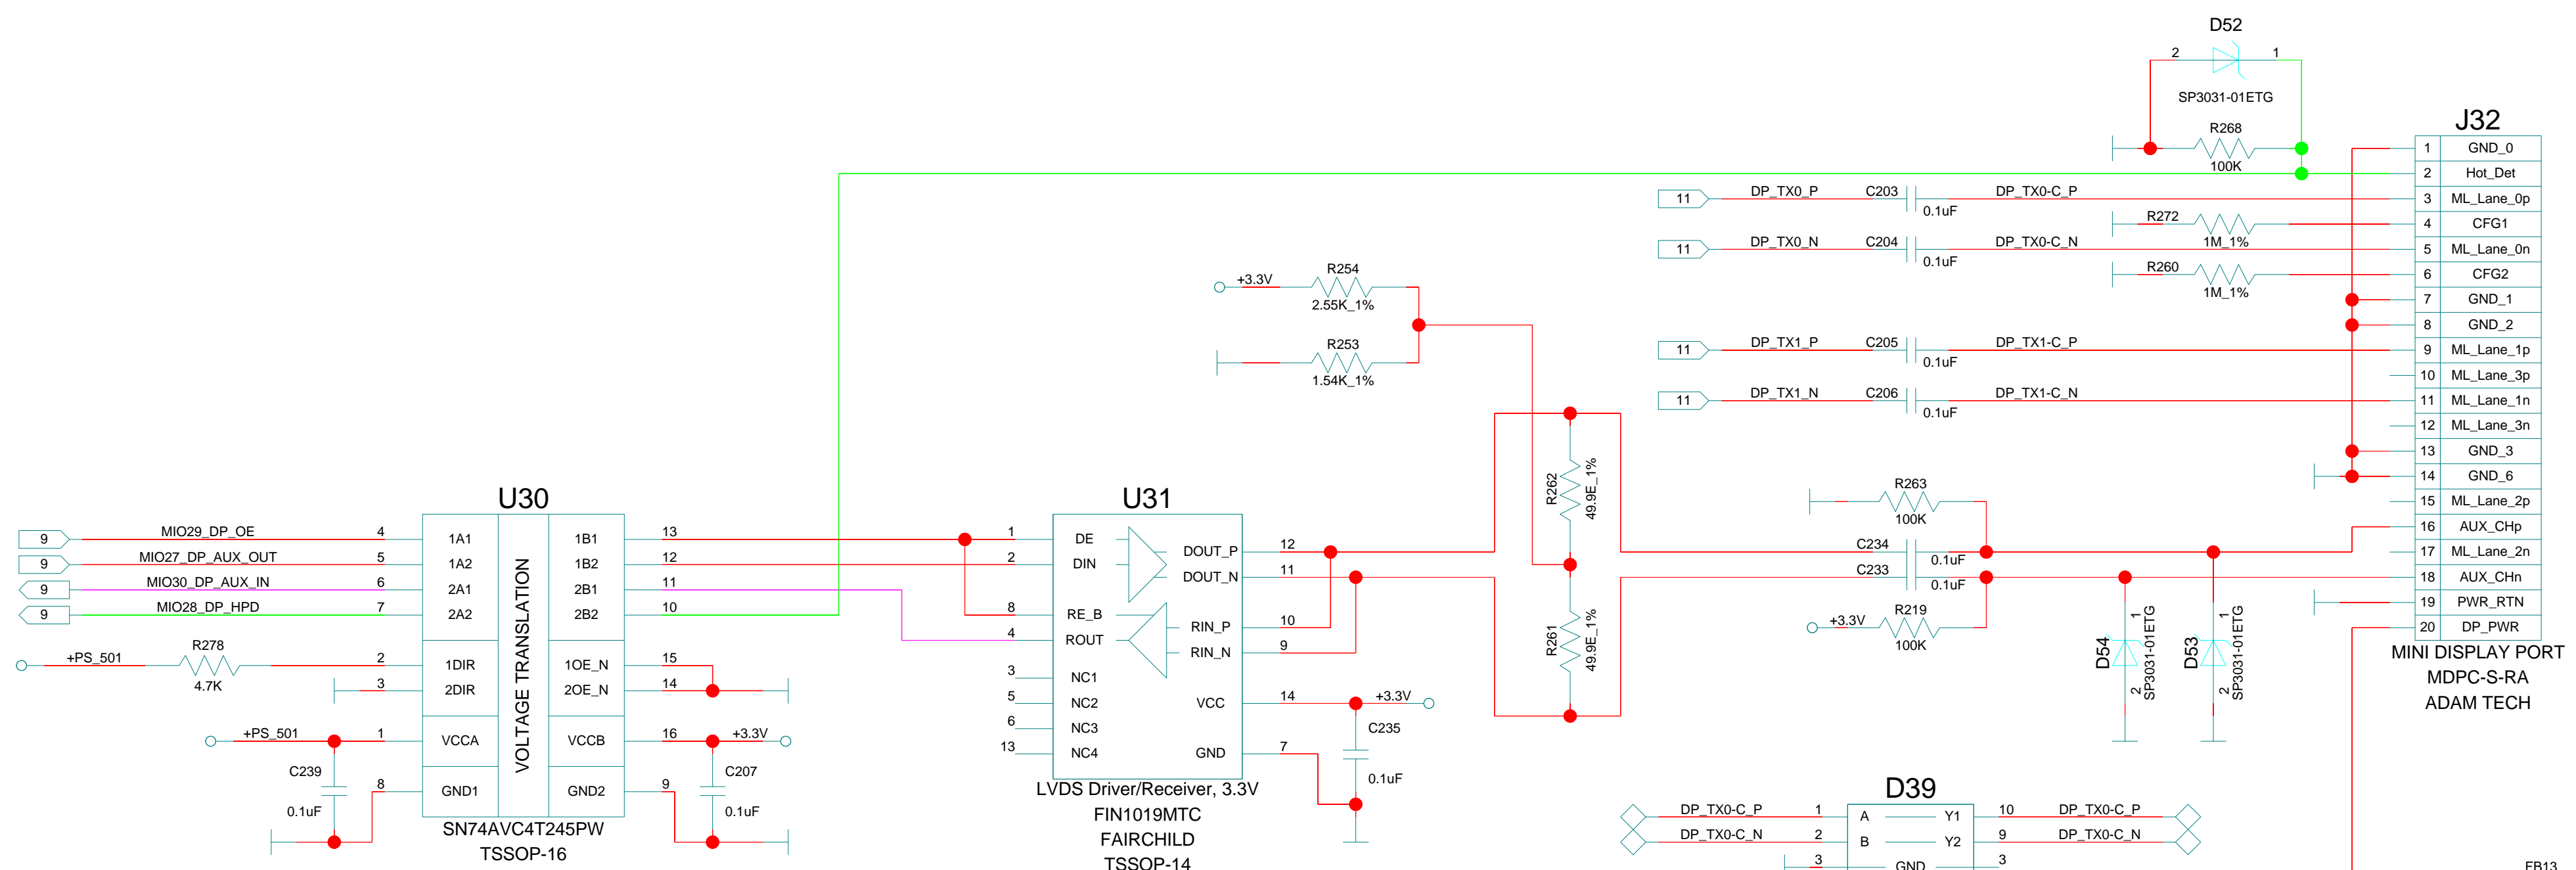 D52
2
1
SP3031-01ETG
R268
100K
J32
1 GND_0
2 Hot_Det
3 ML_Lane_0p
4 CFG1
5 ML_Lane_0n
6 CFG2
7 GND_1
8 GND_2
9 ML_Lane_1p
10 ML_Lane_3p
11 ML_Lane_1n
12 ML_Lane_3n
13 GND_3
14 GND_6
15 ML_Lane_2p
16 AUX_CHp
17 ML_Lane_2n
18 AUX_CHn
19 PWR_RTN
20 DP_PWR
MINI DISPLAY PORT
MDPC-S-RA
ADAM TECH
11 DP_TX0_P C203 DP_TX0-C_P
0.1uF
R272
1M_1%
11 DP_TX0_N C204 DP_TX0-C_N
0.1uF
R260
1M_1%
11 DP_TX1_P C205 DP_TX1-C_P
0.1uF
11 DP_TX1_N C206 DP_TX1-C_N
0.1uF
+3.3V R254
2.55K_1%
R253
1.54K_1%
R262
49.9E_1%
R261
49.9E_1%
R263
100K
C234
0.1uF
C233
0.1uF
+3.3V R219
100K
D54
1
2
SP3031-01ETG
D53
1
2
SP3031-01ETG
U30
9 MIO29_DP_OE 4 1A1 1B1 13
9 MIO27_DP_AUX_OUT 5 1A2 1B2 12
9 MIO30_DP_AUX_IN 6 2A1 2B1 11
9 MIO28_DP_HPD 7 2A2 2B2 10
+PS_501 R278 2 1DIR 1OE_N 15
4.7K
3 2DIR 2OE_N 14
+PS_501 1 VCCA VCCB 16 +3.3V
C239
0.1uF
8 GND1 GND2 9
C207
0.1uF
VOLTAGE TRANSLATION
SN74AVC4T245PW
TSSOP-16
U31
1 DE
2 DIN
DOUT_P 12
DOUT_N 11
8 RE_B
4 ROUT
RIN_P 10
RIN_N 9
3 NC1
5 NC2
6 NC3
13 NC4
VCC 14 +3.3V
GND 7
C235
0.1uF
LVDS Driver/Receiver, 3.3V
FIN1019MTC
FAIRCHILD
TSSOP-14
D39
DP_TX0-C_P 1 A Y1 10 DP_TX0-C_P
DP_TX0-C_N 2 B Y2 9 DP_TX0-C_N
3 GND 3
FB13